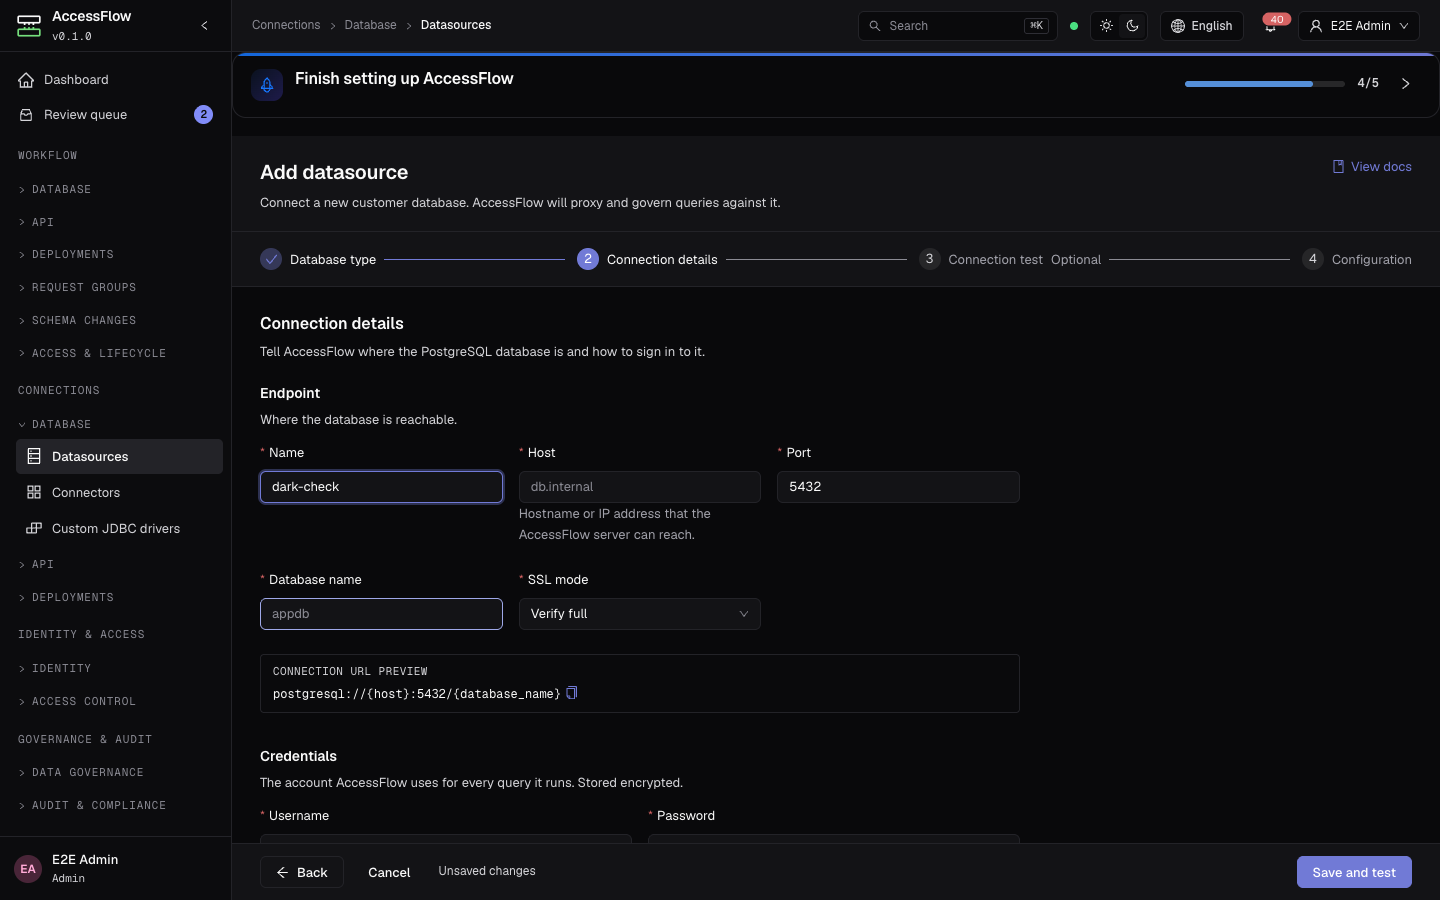 AccessFlow
v0.1.0
Connections > Database > Datasources
Search
⌘K
English
40
E2E Admin
Dashboard
Review queue
2
WORKFLOW
DATABASE
API
DEPLOYMENTS
REQUEST GROUPS
SCHEMA CHANGES
ACCESS & LIFECYCLE
CONNECTIONS
DATABASE
Datasources
Connectors
Custom JDBC drivers
API
DEPLOYMENTS
IDENTITY & ACCESS
IDENTITY
ACCESS CONTROL
GOVERNANCE & AUDIT
DATA GOVERNANCE
AUDIT & COMPLIANCE
EA
E2E Admin
Admin
Finish setting up AccessFlow
4/5
Add datasource
View docs
Connect a new customer database. AccessFlow will proxy and govern queries against it.
Database type
2 Connection details
3 Connection test Optional
4 Configuration
Connection details
Tell AccessFlow where the PostgreSQL database is and how to sign in to it.
Endpoint
Where the database is reachable.
* Name
* Host
* Port
dark-check
db.internal
5432
Hostname or IP address that the
AccessFlow server can reach.
* Database name
* SSL mode
appdb
Verify full
CONNECTION URL PREVIEW
postgresql://{host}:5432/{database_name}
Credentials
The account AccessFlow uses for every query it runs. Stored encrypted.
* Username
* Password
Back
Cancel
Unsaved changes
Save and test